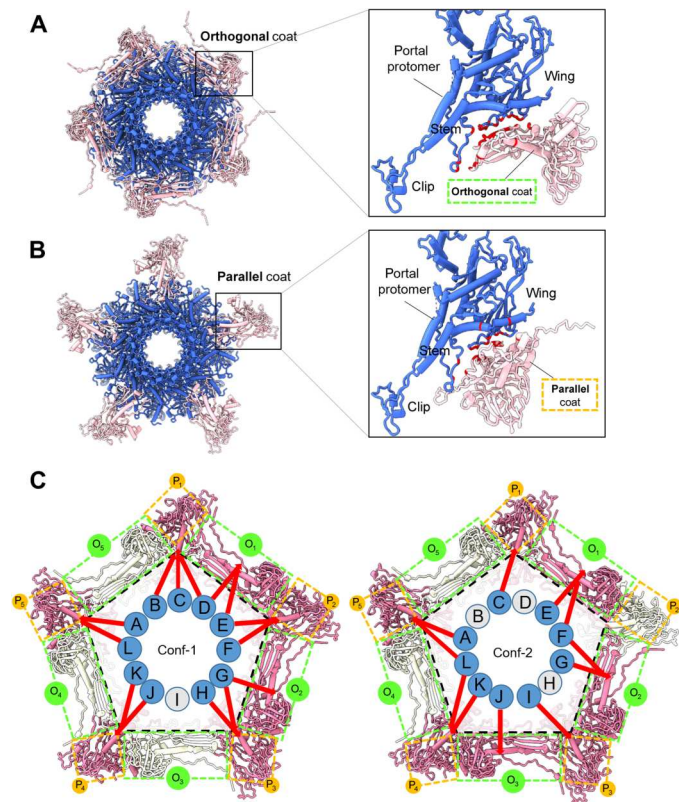 A
Orthogonal coat
Portal
protomer
Wing
Stem
Clip
Orthogonal coat
B
Parallel coat
Portal
protomer
Wing
Stem
Clip
Parallel
coat
C
P1
O5
O1
P5
P2
B
C
D
A
E
L
Conf-1
F
K
G
J
I
H
O4
O2
P4
O3
P3
P1
O5
O1
P5
P2
B
C
D
E
A
F
L
Conf-2
G
K
H
J
I
O4
O2
P4
O3
P3